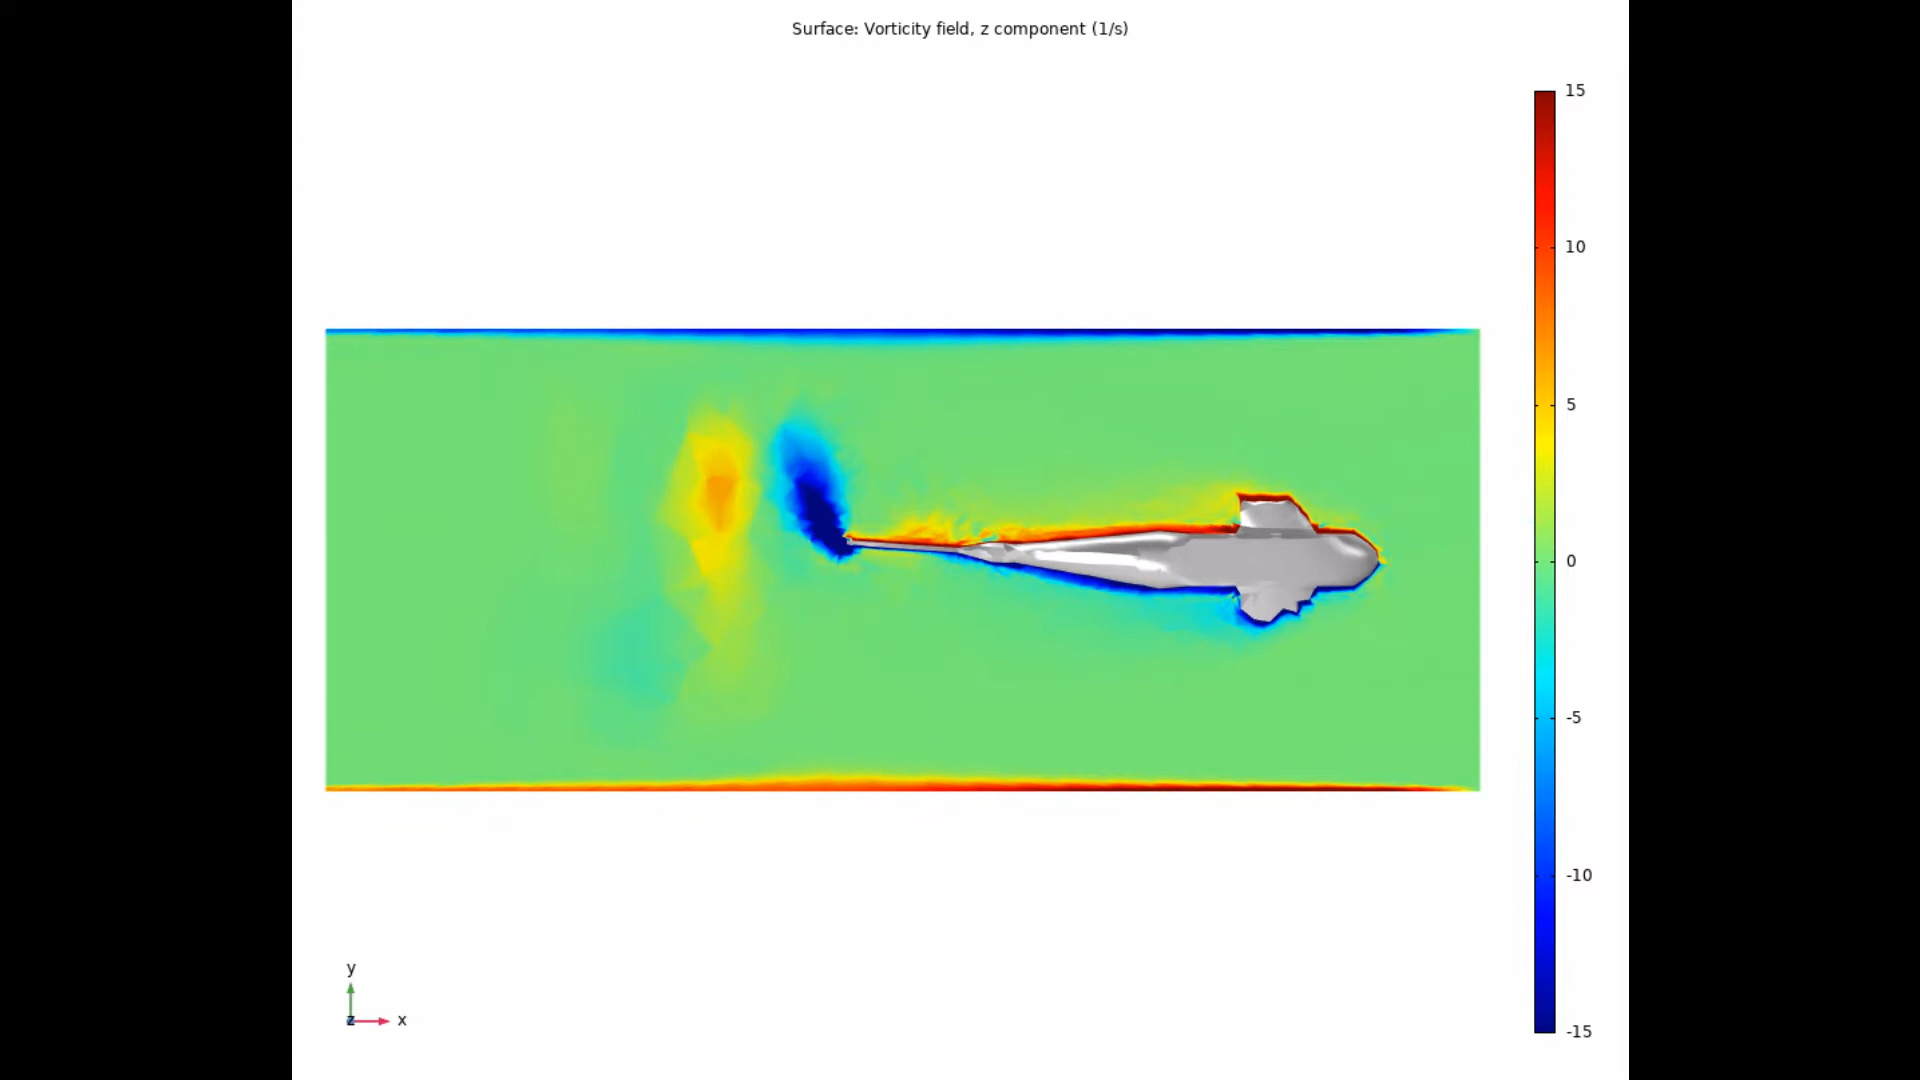 Surface: Vorticity field, z component (1/s)
15
10
5
0
-5
-10
-15
y
z
x